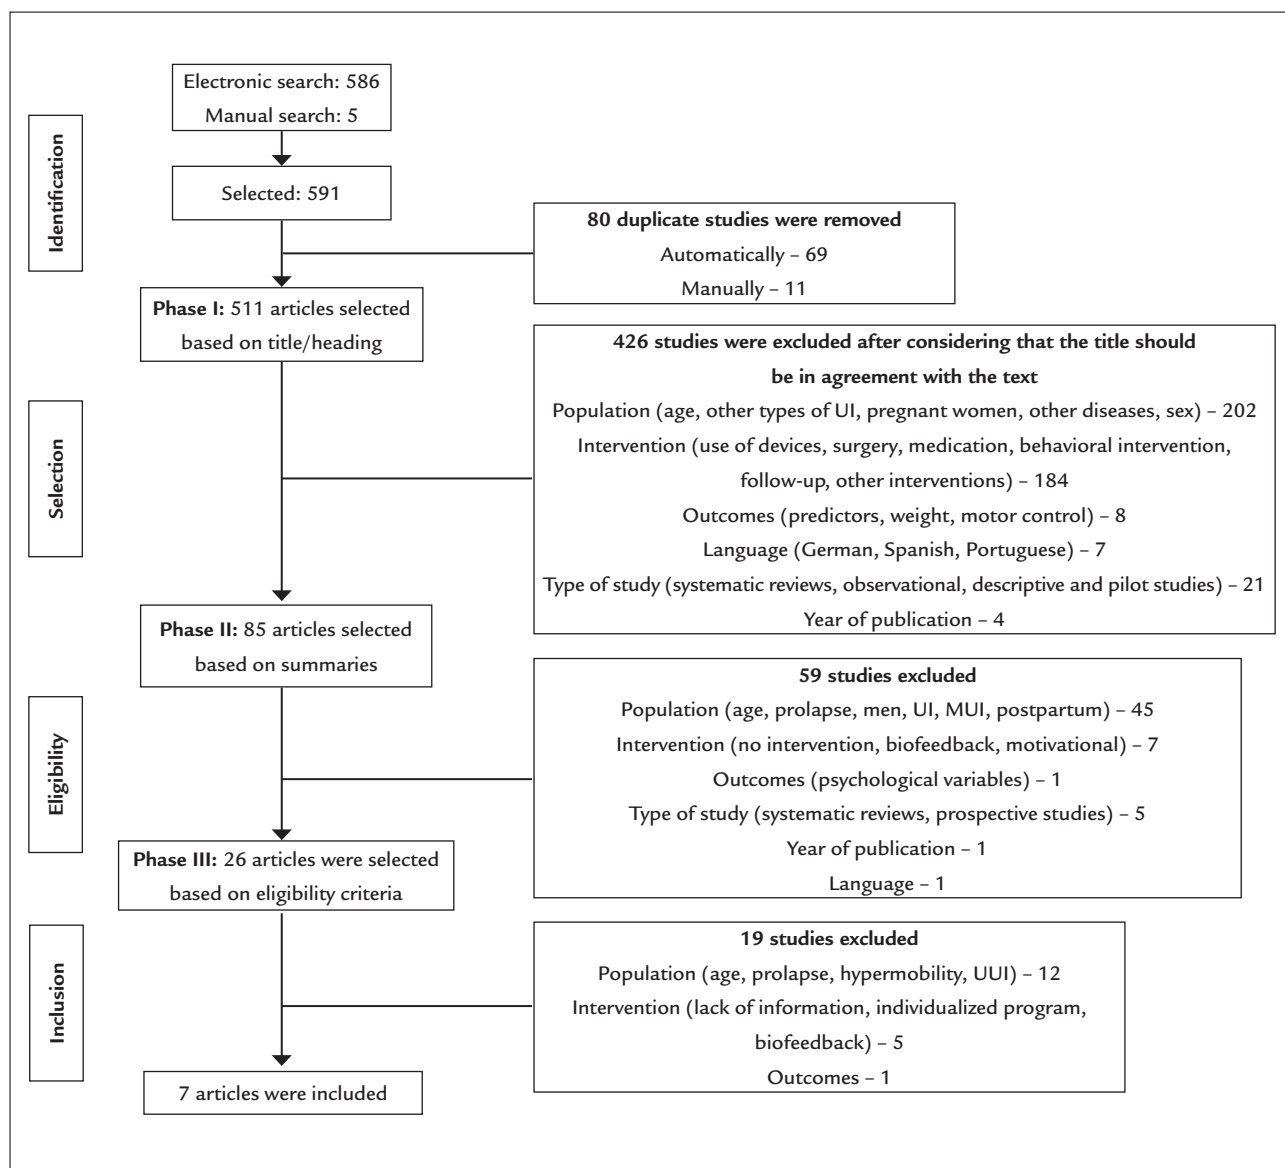 Electronic search: 586
Manual search: 5
Identification
Selected: 591
80 duplicate studies were removed
Automatically – 69
Manually – 11
Phase I: 511 articles selected
based on title/heading
426 studies were excluded after considering that the title should
be in agreement with the text
Population (age, other types of UI, pregnant women, other diseases, sex) – 202
Intervention (use of devices, surgery, medication, behavioral intervention,
follow-up, other interventions) – 184
Outcomes (predictors, weight, motor control) – 8
Language (German, Spanish, Portuguese) – 7
Type of study (systematic reviews, observational, descriptive and pilot studies) – 21
Year of publication – 4
Selection
Phase II: 85 articles selected
based on summaries
59 studies excluded
Population (age, prolapse, men, UI, MUI, postpartum) – 45
Intervention (no intervention, biofeedback, motivational) – 7
Outcomes (psychological variables) – 1
Type of study (systematic reviews, prospective studies) – 5
Year of publication – 1
Language – 1
Eligibility
Phase III: 26 articles were selected
based on eligibility criteria
19 studies excluded
Population (age, prolapse, hypermobility, UUI) – 12
Intervention (lack of information, individualized program,
biofeedback) – 5
Outcomes – 1
Inclusion
7 articles were included